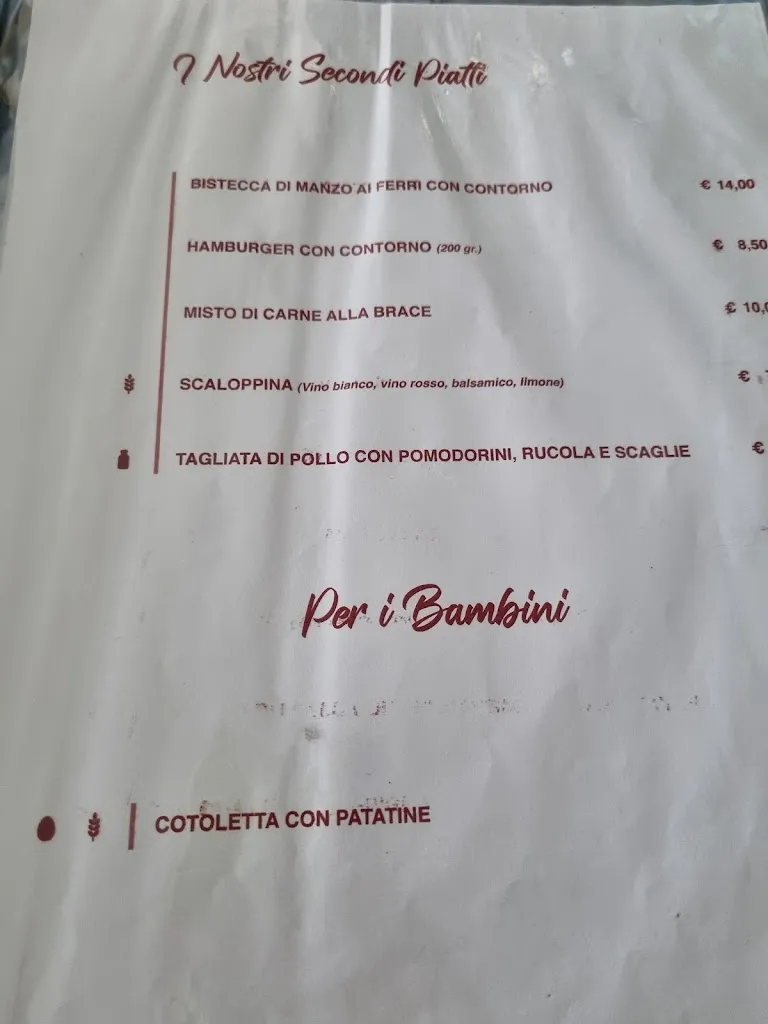 I Nostri Secondi Piatti
BISTECCA DI MANZO AI FERRI CON CONTORNO € 14,00
HAMBURGER CON CONTORNO (200 gr.) € 8,50
MISTO DI CARNE ALLA BRACE € 10,
SCALOPPINA (Vino bianco, vino rosso, balsamico, limone) €
TAGLIATA DI POLLO CON POMODORINI, RUCOLA E SCAGLIE €
Per i Bambini
COTOLETTA CON PATATINE